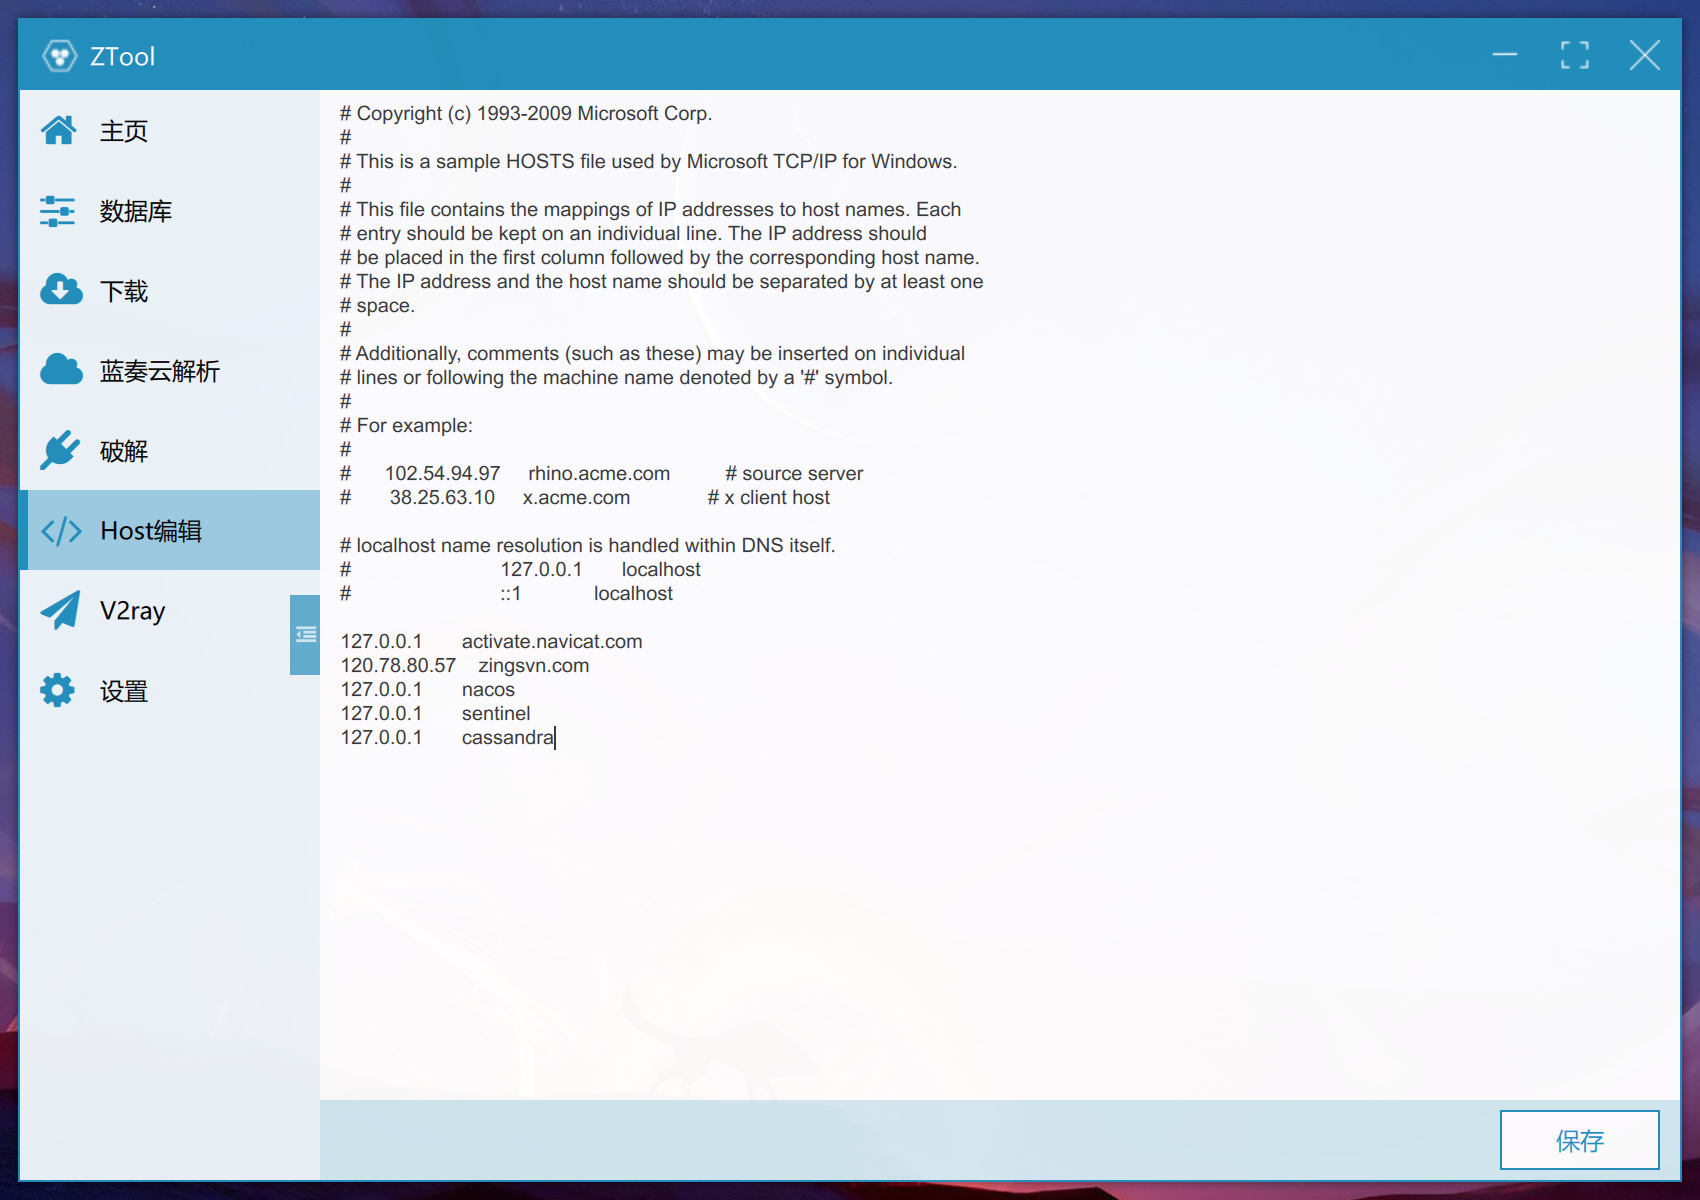 ZTool
主页
数据库
下载
蓝奏云解析
破解
Host编辑
V2ray
设置
# Copyright (c) 1993-2009 Microsoft Corp.
#
# This is a sample HOSTS file used by Microsoft TCP/IP for Windows.
#
# This file contains the mappings of IP addresses to host names. Each
# entry should be kept on an individual line. The IP address should
# be placed in the first column followed by the corresponding host name.
# The IP address and the host name should be separated by at least one
# space.
#
# Additionally, comments (such as these) may be inserted on individual
# lines or following the machine name denoted by a '#' symbol.
#
# For example:
#
#      102.54.94.97     rhino.acme.com          # source server
#       38.25.63.10     x.acme.com              # x client host

# localhost name resolution is handled within DNS itself.
#                           127.0.0.1       localhost
#                           ::1             localhost

127.0.0.1       activate.navicat.com
120.78.80.57    zingsvn.com
127.0.0.1       nacos
127.0.0.1       sentinel
127.0.0.1       cassandra
保存